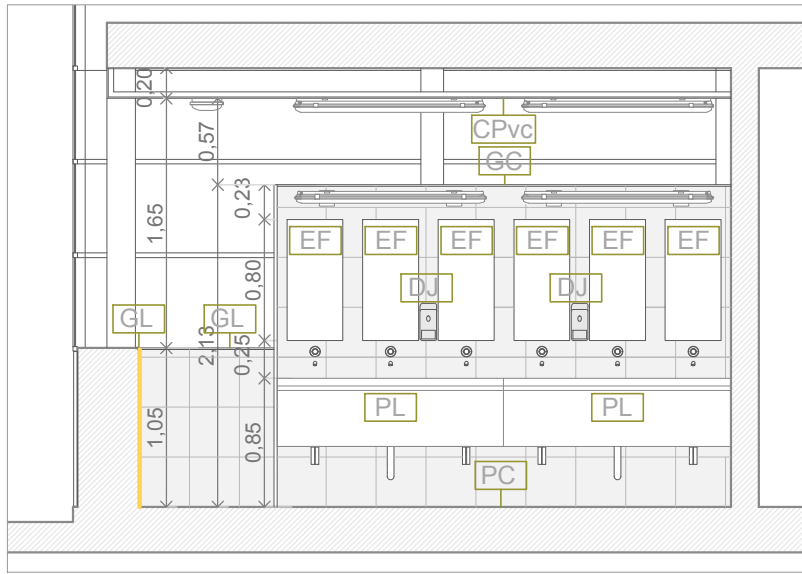 0,20
CPvc
0,57
GC
0,23
1,65
EF
EF
EF
EF
EF
EF
0,80
DJ
DJ
GL
GL
2,13
0,25
PL
PL
1,05
0,85
PC